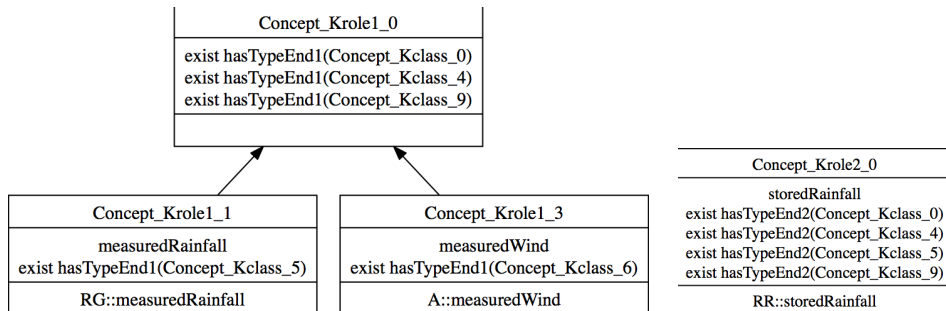 Concept_Krole1_0
exist hasTypeEnd1(Concept_Kclass_0)
exist hasTypeEnd1(Concept_Kclass_4)
exist hasTypeEnd1(Concept_Kclass_9)
Concept_Krole1_1
measuredRainfall
exist hasTypeEnd1(Concept_Kclass_5)
RG::measuredRainfall
Concept_Krole1_3
measuredWind
exist hasTypeEnd1(Concept_Kclass_6)
A::measuredWind
Concept_Krole2_0
storedRainfall
exist hasTypeEnd2(Concept_Kclass_0)
exist hasTypeEnd2(Concept_Kclass_4)
exist hasTypeEnd2(Concept_Kclass_5)
exist hasTypeEnd2(Concept_Kclass_9)
RR::storedRainfall